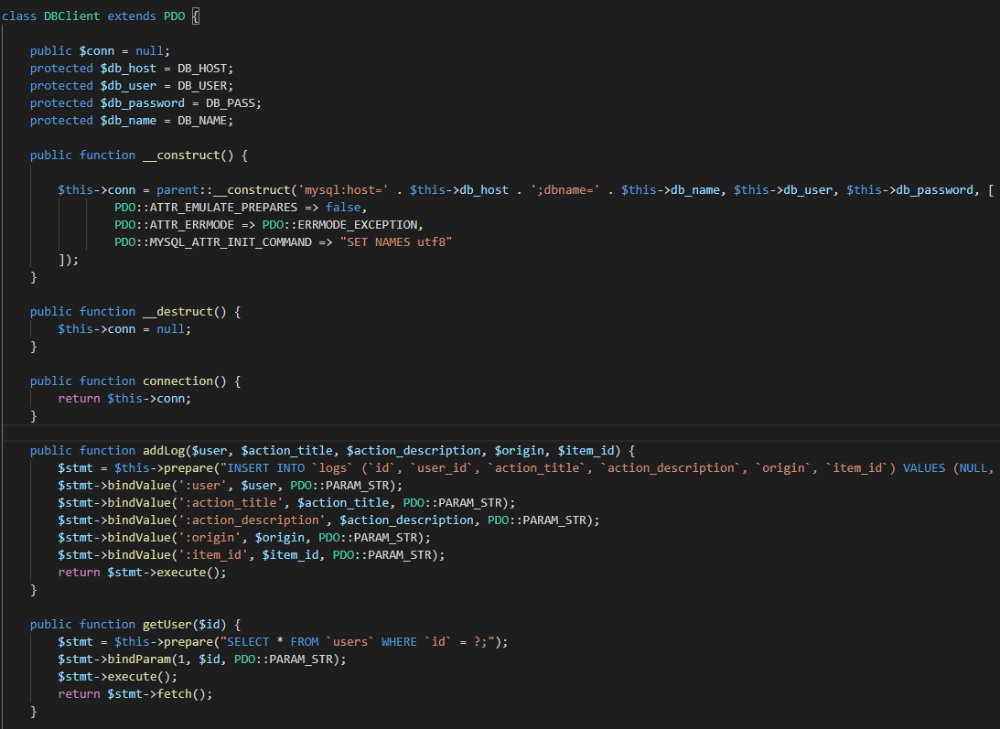 class DBClient extends PDO {
public $conn = null;
protected $db_host = DB_HOST;
protected $db_user = DB_USER;
protected $db_password = DB_PASS;
protected $db_name = DB_NAME;
public function __construct() {
$this->conn = parent::__construct('mysql:host=' . $this->db_host . ';dbname=' . $this->db_name, $this->db_user, $this->db_password, [
PDO::ATTR_EMULATE_PREPARES => false,
PDO::ATTR_ERRMODE => PDO::ERRMODE_EXCEPTION,
PDO::MYSQL_ATTR_INIT_COMMAND => "SET NAMES utf8"
]);
}
public function __destruct() {
$this->conn = null;
}
public function connection() {
return $this->conn;
}
public function addLog($user, $action_title, $action_description, $origin, $item_id) {
$stmt = $this->prepare("INSERT INTO `logs` (`id`, `user_id`, `action_title`, `action_description`, `origin`, `item_id`) VALUES (NULL,
$stmt->bindValue(':user', $user, PDO::PARAM_STR);
$stmt->bindValue(':action_title', $action_title, PDO::PARAM_STR);
$stmt->bindValue(':action_description', $action_description, PDO::PARAM_STR);
$stmt->bindValue(':origin', $origin, PDO::PARAM_STR);
$stmt->bindValue(':item_id', $item_id, PDO::PARAM_STR);
return $stmt->execute();
}
public function getUser($id) {
$stmt = $this->prepare("SELECT * FROM `users` WHERE `id` = ?;");
$stmt->bindParam(1, $id, PDO::PARAM_STR);
$stmt->execute();
return $stmt->fetch();
}